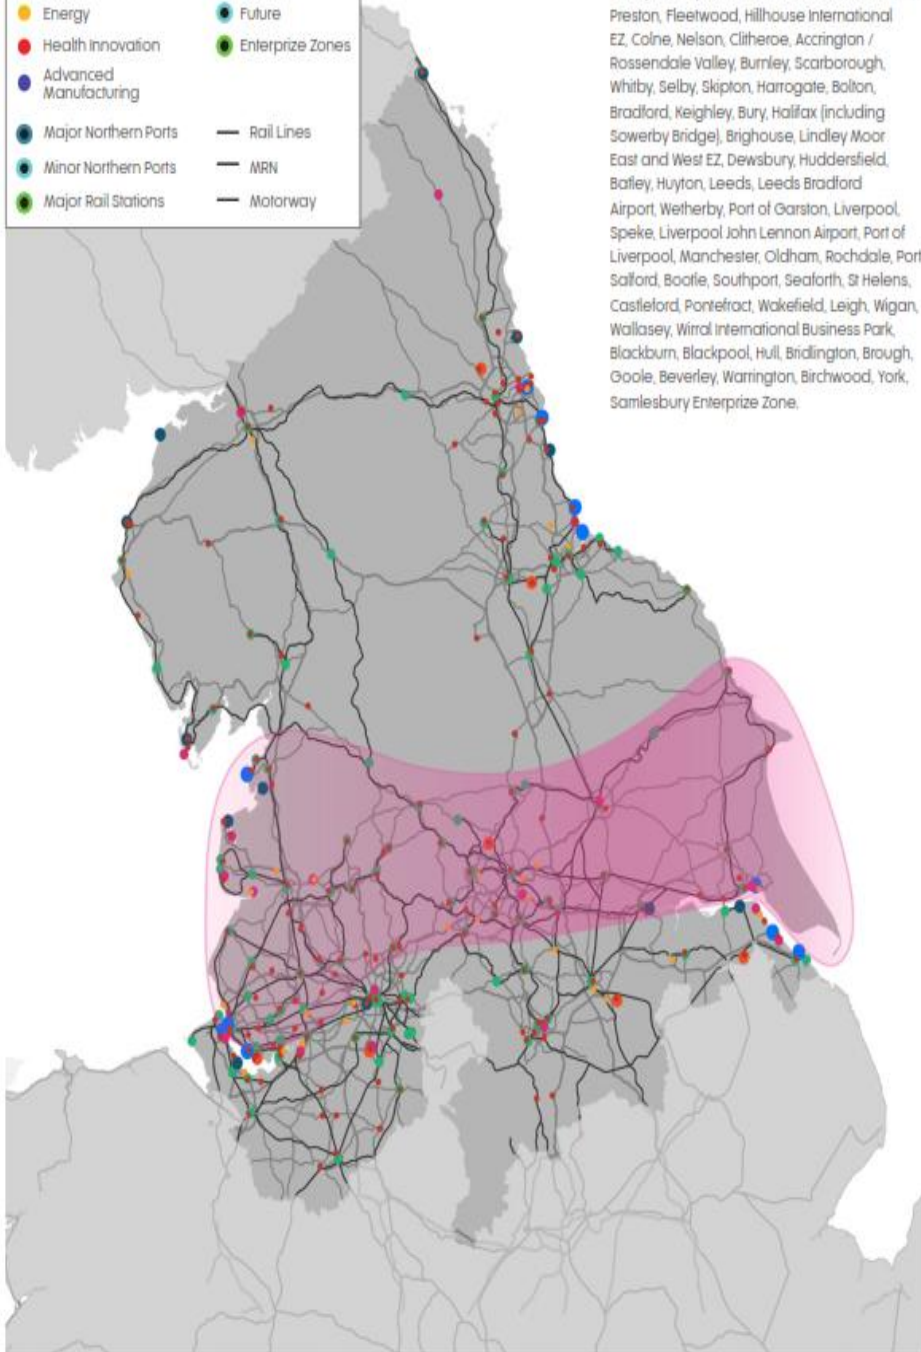 Energy
Future
Health Innovation
Enterprize Zones
Advanced
Manufacturing
Major Northern Ports
Rail Lines
Minor Northern Ports
MRN
Major Rail Stations
Motorway
Preston, Fleetwood, Hillhouse International
EZ, Colne, Nelson, Clitheroe, Accrington /
Rossendale Valley, Burnley, Scarborough,
Whitby, Selby, Skipton, Harrogate, Bolton,
Bradford, Keighley, Bury, Halifax (including
Sowerby Bridge), Brighouse, Lindley Moor
East and West EZ, Dewsbury, Huddersfield,
Batley, Huyton, Leeds, Leeds Bradford
Airport, Wetherby, Port of Garston, Liverpool,
Speke, Liverpool John Lennon Airport, Port of
Liverpool, Manchester, Oldham, Rochdale, Port
Salford, Bootle, Southport, Seaforth, St Helens,
Castleford, Pontefract, Wakefield, Leigh, Wigan,
Wallasey, Wirral International Business Park,
Blackburn, Blackpool, Hull, Bridlington, Brough,
Goole, Beverley, Warrington, Birchwood, York,
Samlesbury Enterprize Zone.